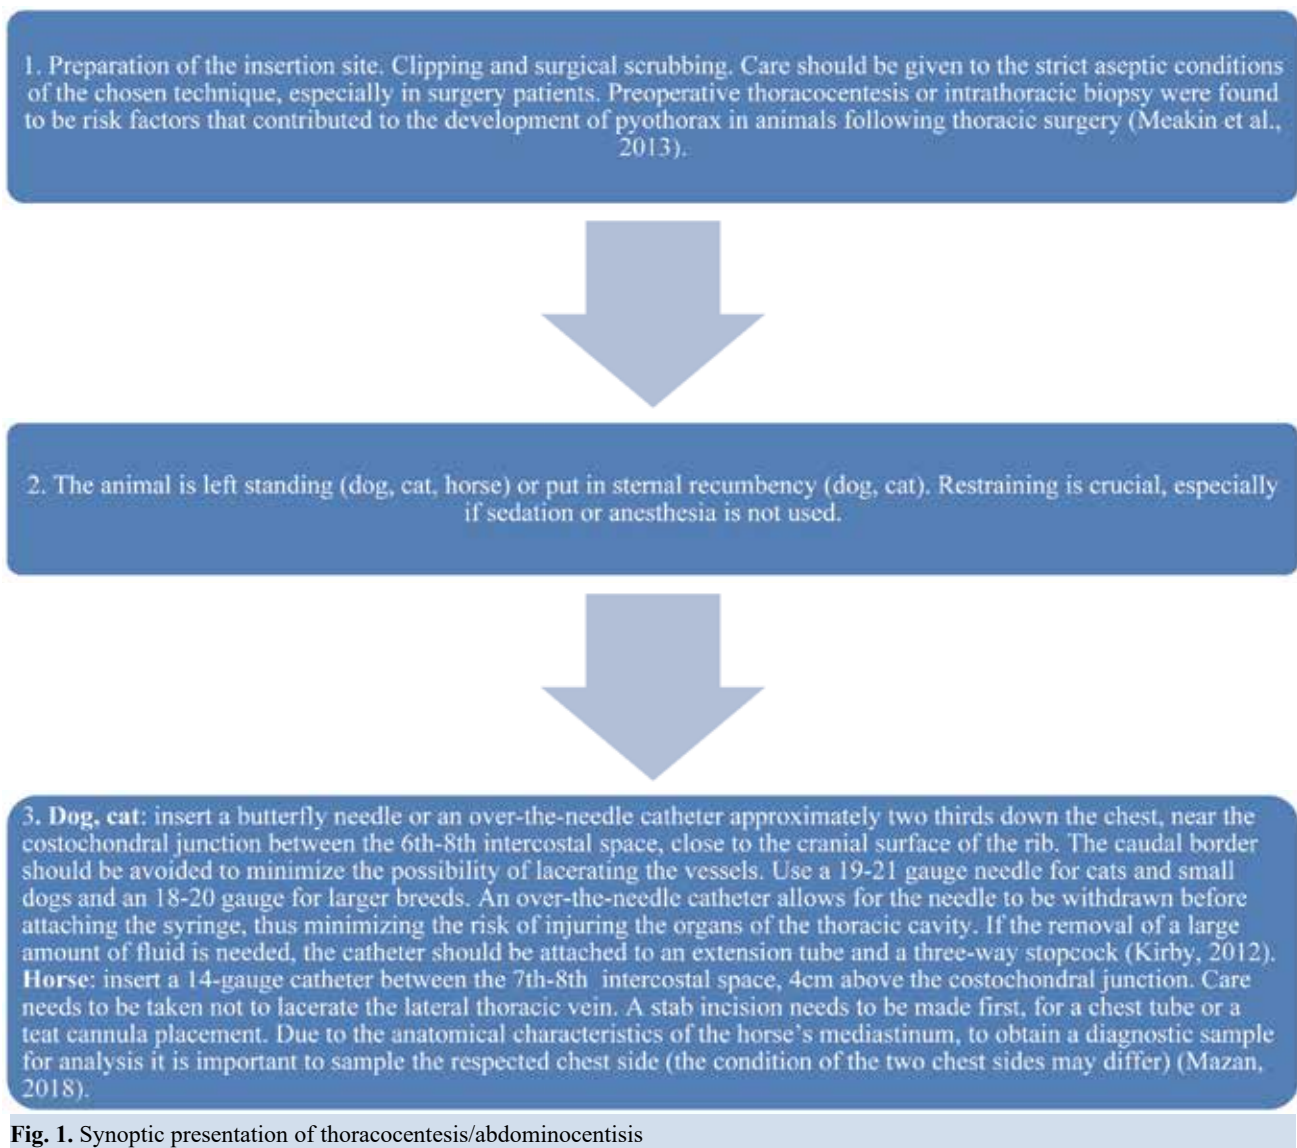 1. Preparation of the insertion site. Clipping and surgical scrubbing. Care should be given to the strict aseptic conditions
of the chosen technique, especially in surgery patients. Preoperative thoracocentesis or intrathoracic biopsy were found
to be risk factors that contributed to the development of pyothorax in animals following thoracic surgery (Meakin et al.,
2013).
2. The animal is left standing (dog, cat, horse) or put in sternal recumbency (dog, cat). Restraining is crucial, especially
if sedation or anesthesia is not used.
3. Dog, cat: insert a butterfly needle or an over-the-needle catheter approximately two thirds down the chest, near the
costochondral junction between the 6th-8th intercostal space, close to the cranial surface of the rib. The caudal border
should be avoided to minimize the possibility of lacerating the vessels. Use a 19-21 gauge needle for cats and small
dogs and an 18-20 gauge for larger breeds. An over-the-needle catheter allows for the needle to be withdrawn before
attaching the syringe, thus minimizing the risk of injuring the organs of the thoracic cavity. If the removal of a large
amount of fluid is needed, the catheter should be attached to an extension tube and a three-way stopcock (Kirby, 2012).
Horse: insert a 14-gauge catheter between the 7th-8th intercostal space, 4cm above the costochondral junction. Care
needs to be taken not to lacerate the lateral thoracic vein. A stab incision needs to be made first, for a chest tube or a
teat cannula placement. Due to the anatomical characteristics of the horse's mediastinum, to obtain a diagnostic sample
for analysis it is important to sample the respected chest side (the condition of the two chest sides may differ) (Mazan,
2018).
Fig. 1. Synoptic presentation of thoracocentesis/abdominocentisis